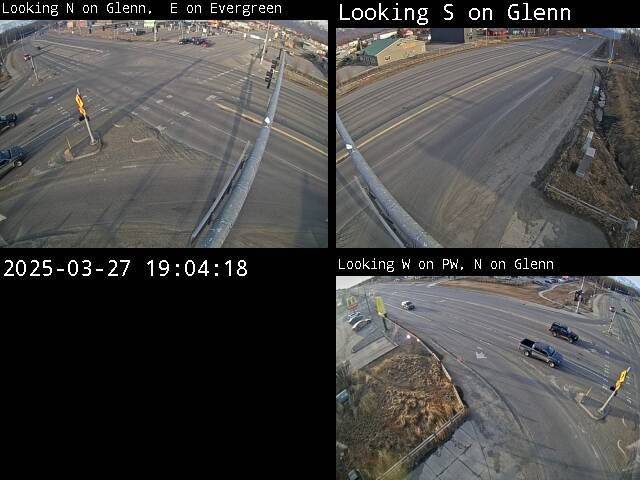 Looking N on Glenn,  E on Evergreen
Looking S on Glenn
2025-03-27 19:04:18
Looking W on PW, N on Glenn